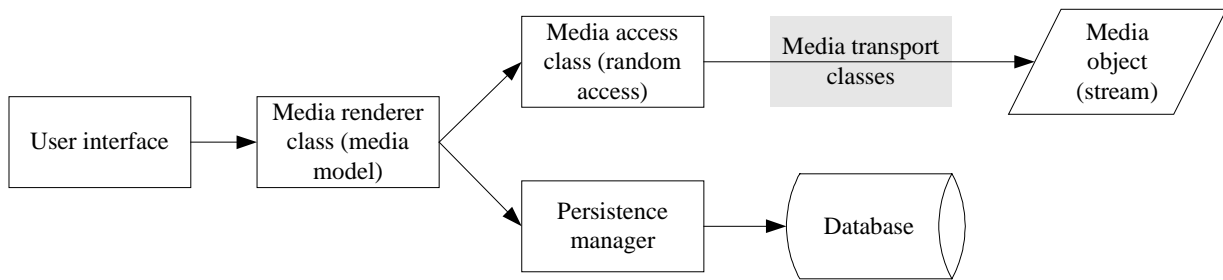 User interface
Media renderer
class (media
model)
Media access
class (random
access)
Media transport
classes
Media
object
(stream)
Persistence
manager
Database